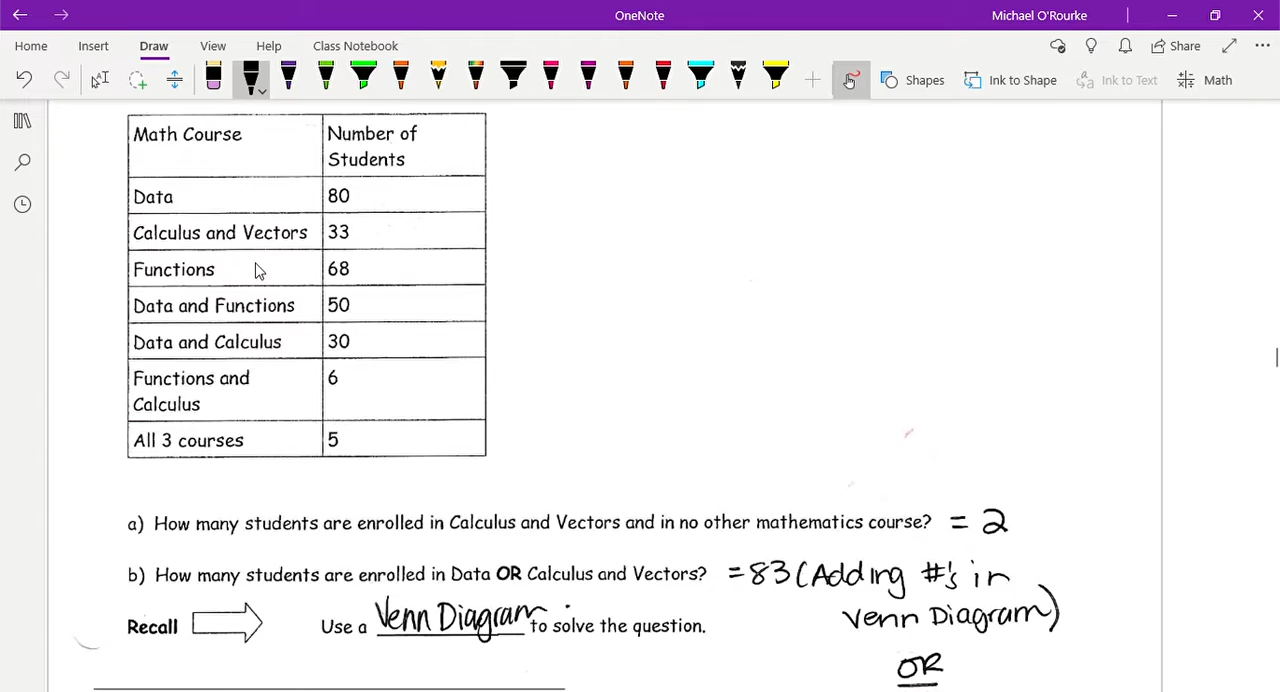 OneNote
Michael O'Rourke
Home Insert Draw View Help Class Notebook
Share
Shapes Ink to Shape Ink to Text Math
Math Course Number of Students
Data 80
Calculus and Vectors 33
Functions 68
Data and Functions 50
Data and Calculus 30
Functions and Calculus 6
All 3 courses 5
a) How many students are enrolled in Calculus and Vectors and in no other mathematics course? = 2
b) How many students are enrolled in Data OR Calculus and Vectors? = 83 (Adding #'s in
Venn Diagram)
Recall Use a Venn Diagram to solve the question.
OR